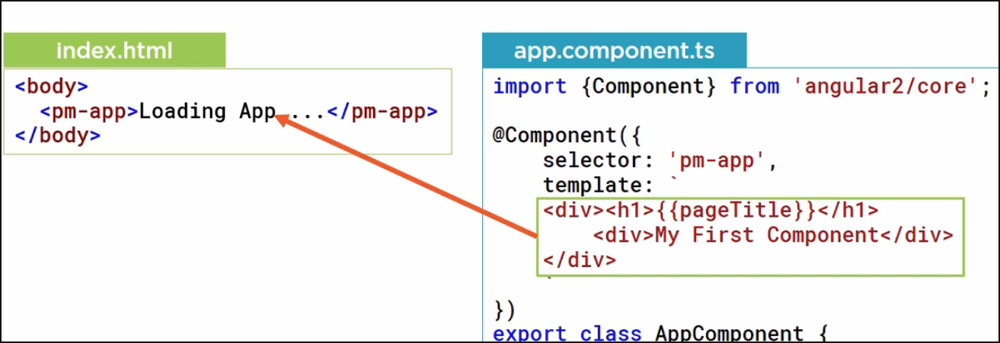 index.html
<body>
<pm-app>Loading App ...</pm-app>
</body>
app.component.ts
import {Component} from 'angular2/core';
@Component({
selector: 'pm-app',
template: `
<div><h1>{{pageTitle}}</h1>
<div>My First Component</div>
</div>
`
})
export class AppComponent {